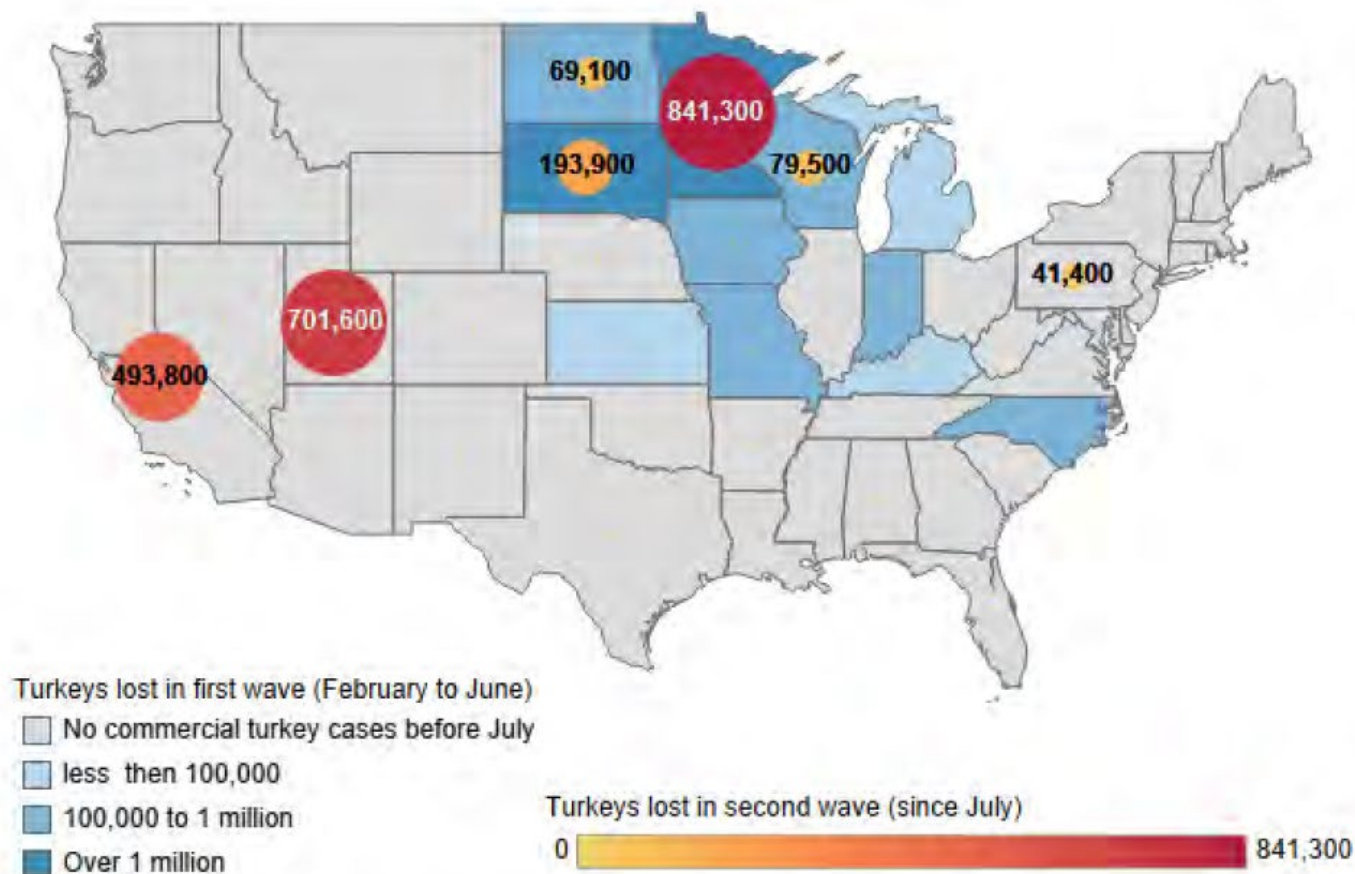 69,100
841,300
193,900
79,500
41,400
701,600
493,800
Turkeys lost in first wave (February to June)
No commercial turkey cases before July
less then 100,000
100,000 to 1 million
Over 1 million
Turkeys lost in second wave (since July)
0
841,300